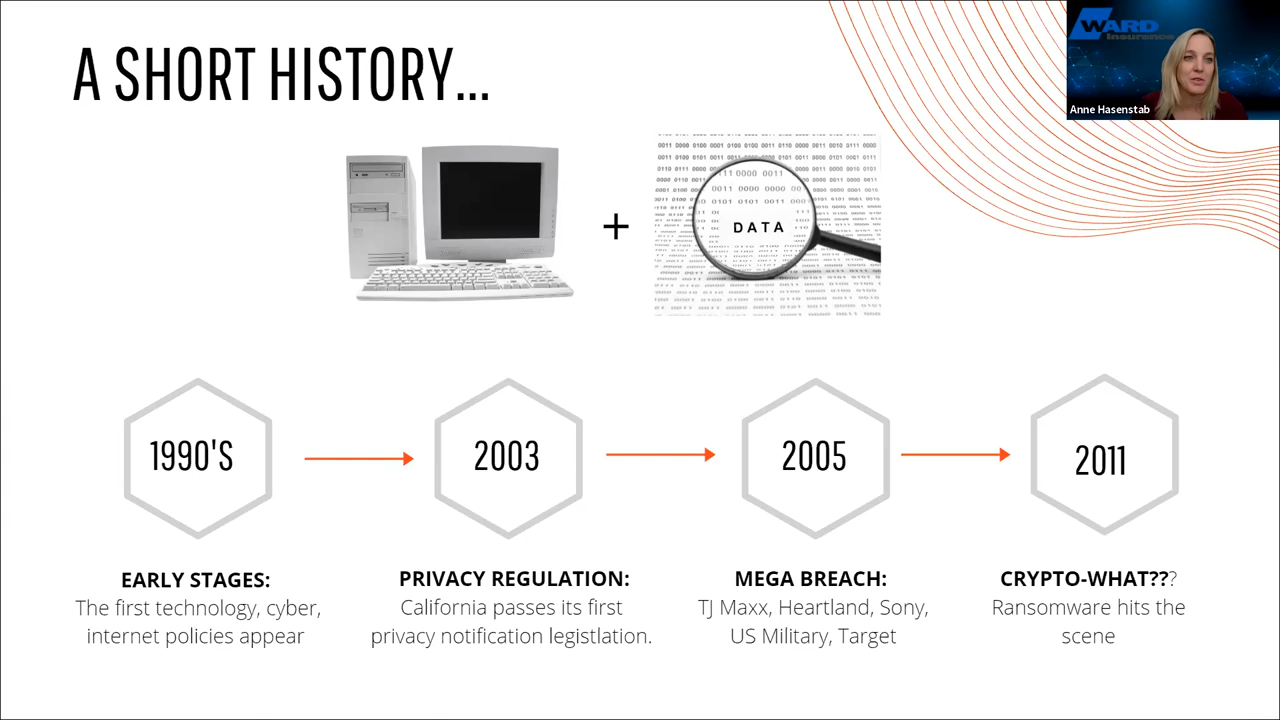 A SHORT HISTORY...
WARD
Insurance
Anne Hasenstab
+
DATA
1990'S
2003
2005
2011
EARLY STAGES:
The first technology, cyber,
internet policies appear
PRIVACY REGULATION:
California passes its first
privacy notification legistlation.
MEGA BREACH:
TJ Maxx, Heartland, Sony,
US Military, Target
CRYPTO-WHAT???
Ransomware hits the
scene